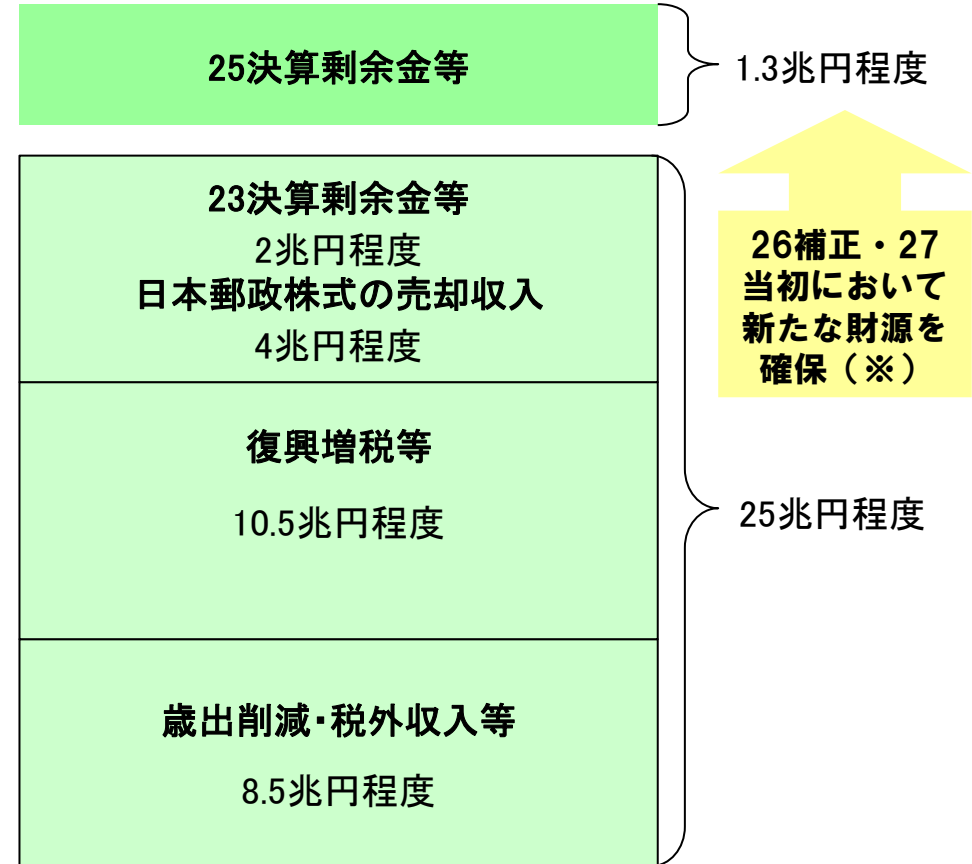 25決算剰余金等
1.3兆円程度
23決算剰余金等
2兆円程度
日本郵政株式の売却収入
4兆円程度
26補正・27
当初において
新たな財源を
確保（※）
復興増税等
10.5兆円程度
25兆円程度
歳出削減・税外収入等
8.5兆円程度